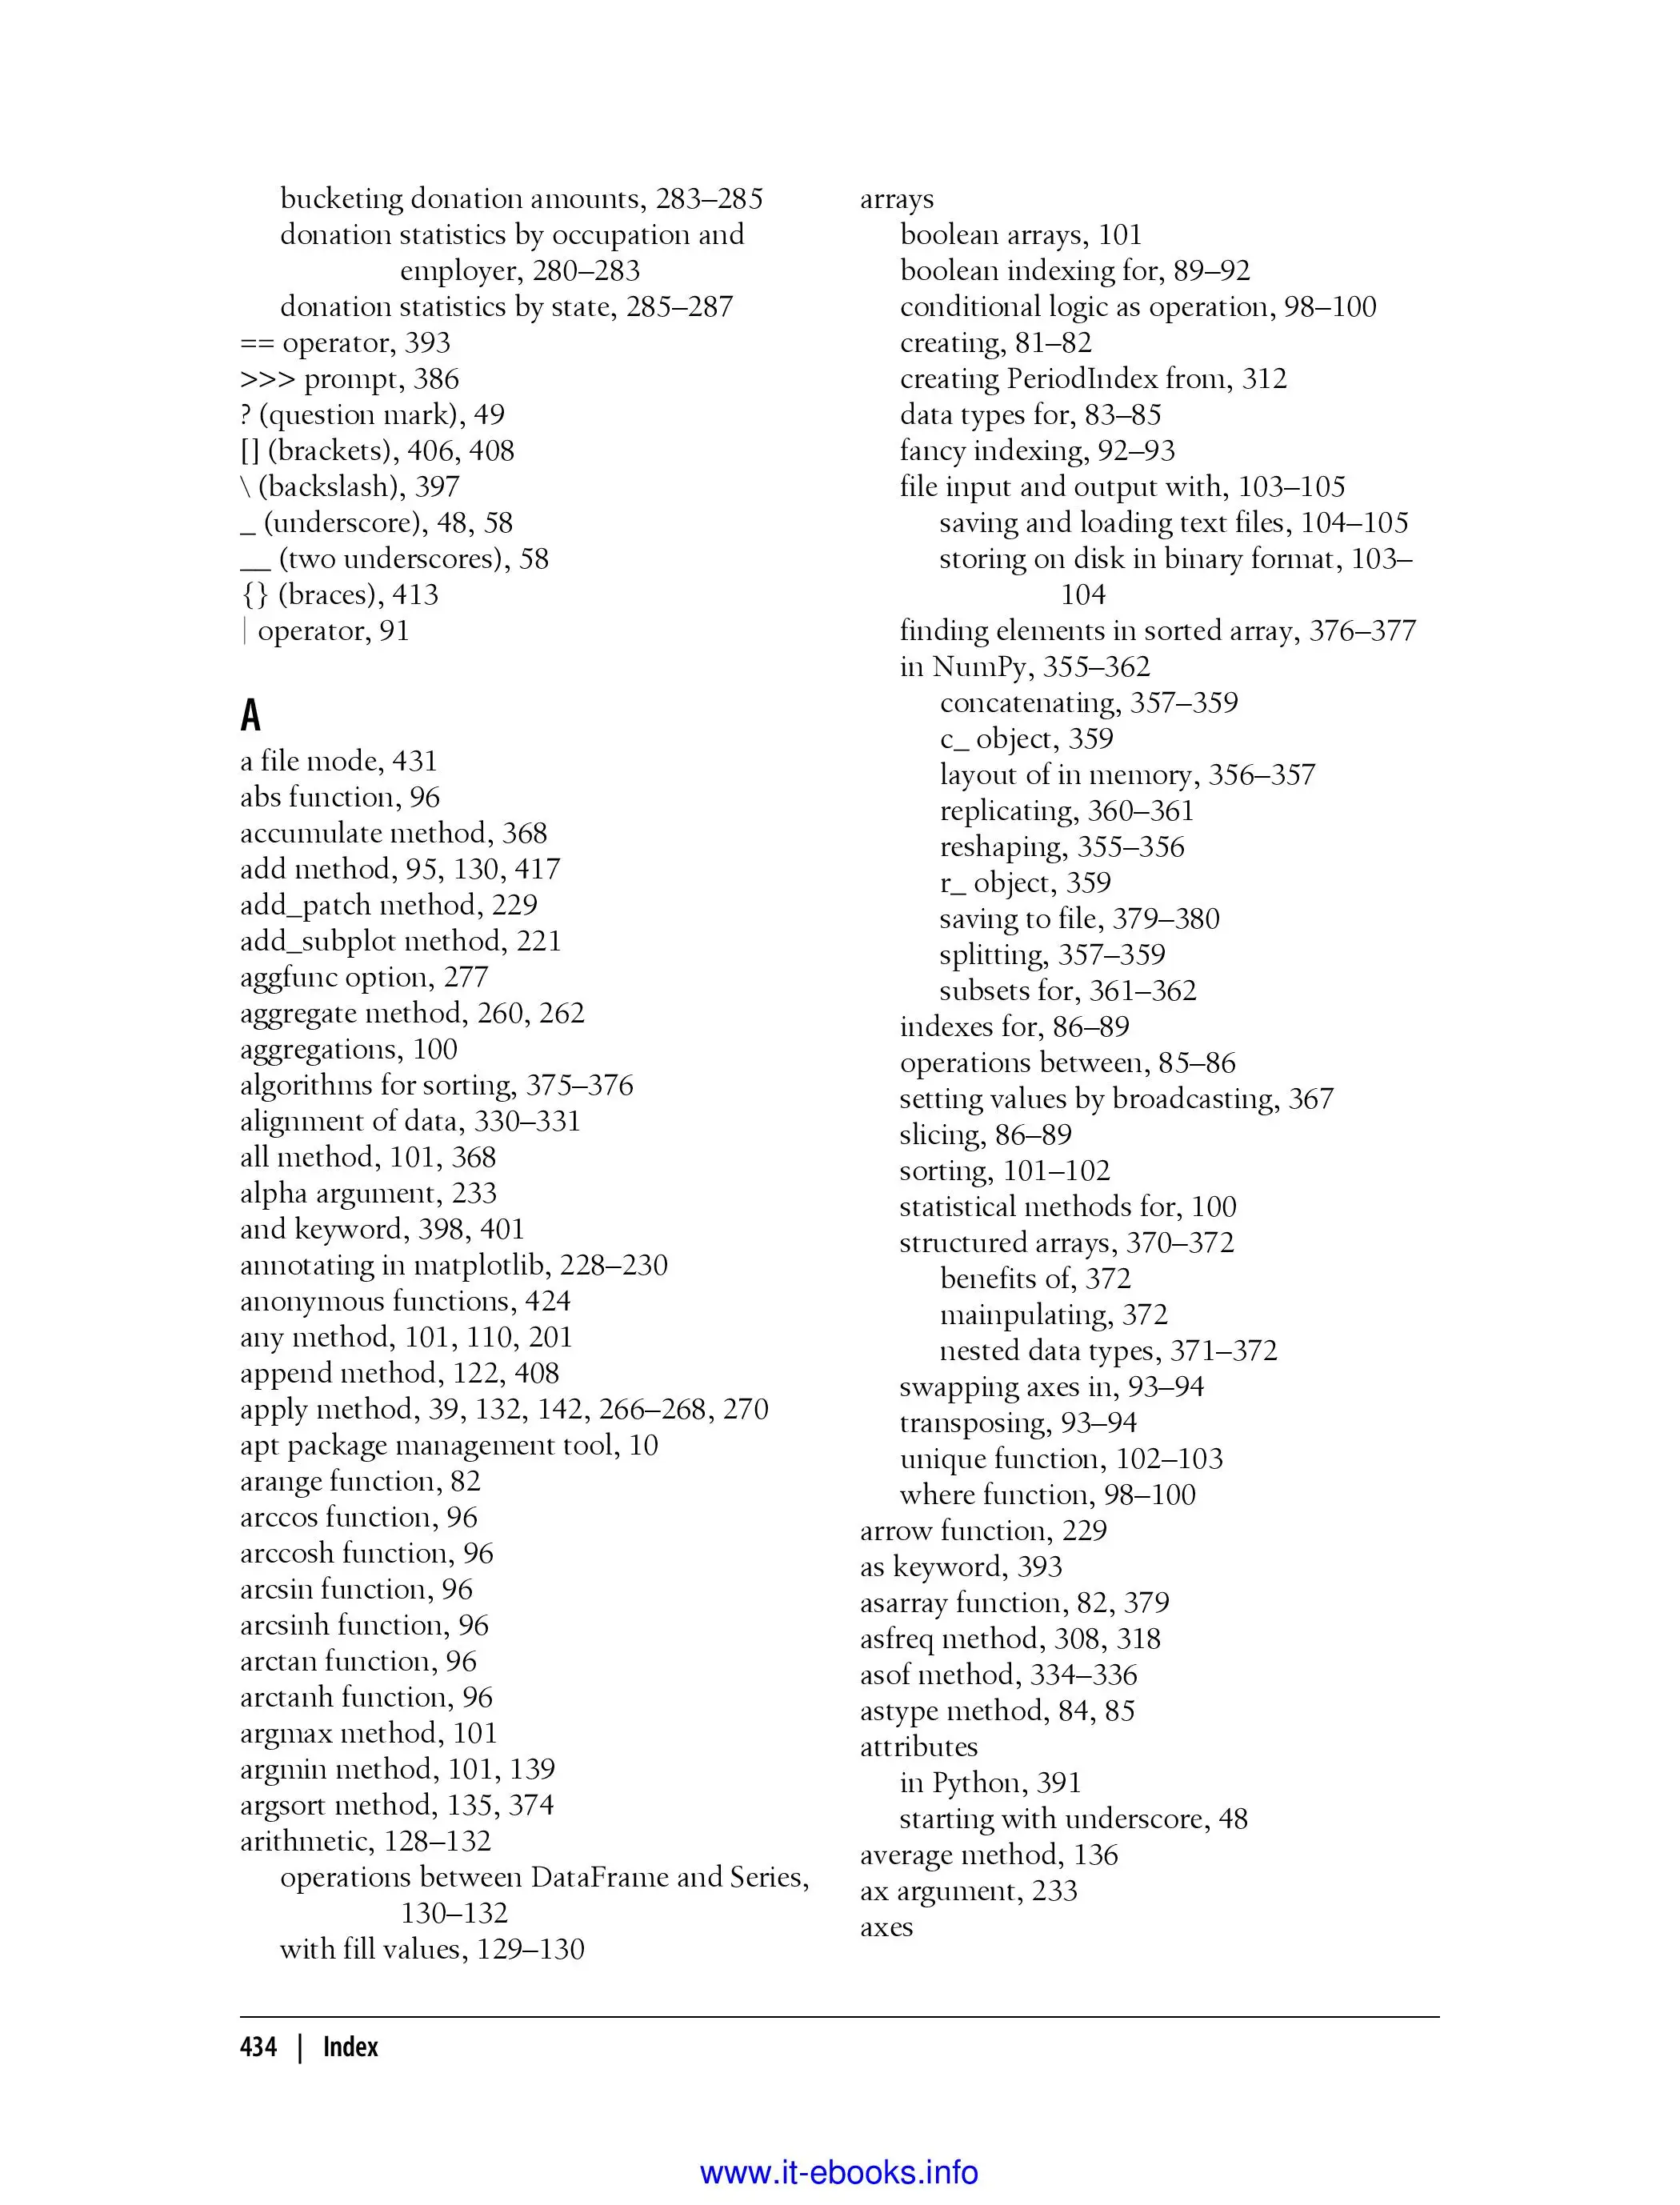 bucketing donation amounts, 283–285
donation statistics by occupation and
employer, 280–283
donation statistics by state, 285–287
== operator, 393
>>> prompt, 386
? (question mark), 49
[] (brackets), 406, 408
\ (backslash), 397
_ (underscore), 48, 58
__ (two underscores), 58
{} (braces), 413
| operator, 91
A
a file mode, 431
abs function, 96
accumulate method, 368
add method, 95, 130, 417
add_patch method, 229
add_subplot method, 221
aggfunc option, 277
aggregate method, 260, 262
aggregations, 100
algorithms for sorting, 375–376
alignment of data, 330–331
all method, 101, 368
alpha argument, 233
and keyword, 398, 401
annotating in matplotlib, 228–230
anonymous functions, 424
any method, 101, 110, 201
append method, 122, 408
apply method, 39, 132, 142, 266–268, 270
apt package management tool, 10
arange function, 82
arccos function, 96
arccosh function, 96
arcsin function, 96
arcsinh function, 96
arctan function, 96
arctanh function, 96
argmax method, 101
argmin method, 101, 139
argsort method, 135, 374
arithmetic, 128–132
operations between DataFrame and Series,
130–132
with fill values, 129–130
arrays
boolean arrays, 101
boolean indexing for, 89–92
conditional logic as operation, 98–100
creating, 81–82
creating PeriodIndex from, 312
data types for, 83–85
fancy indexing, 92–93
file input and output with, 103–105
saving and loading text files, 104–105
storing on disk in binary format, 103–
104
finding elements in sorted array, 376–377
in NumPy, 355–362
concatenating, 357–359
c_ object, 359
layout of in memory, 356–357
replicating, 360–361
reshaping, 355–356
r_ object, 359
saving to file, 379–380
splitting, 357–359
subsets for, 361–362
indexes for, 86–89
operations between, 85–86
setting values by broadcasting, 367
slicing, 86–89
sorting, 101–102
statistical methods for, 100
structured arrays, 370–372
benefits of, 372
mainpulating, 372
nested data types, 371–372
swapping axes in, 93–94
transposing, 93–94
unique function, 102–103
where function, 98–100
arrow function, 229
as keyword, 393
asarray function, 82, 379
asfreq method, 308, 318
asof method, 334–336
astype method, 84, 85
attributes
in Python, 391
starting with underscore, 48
average method, 136
ax argument, 233
axes
434 | Index
www.it-ebooks.info